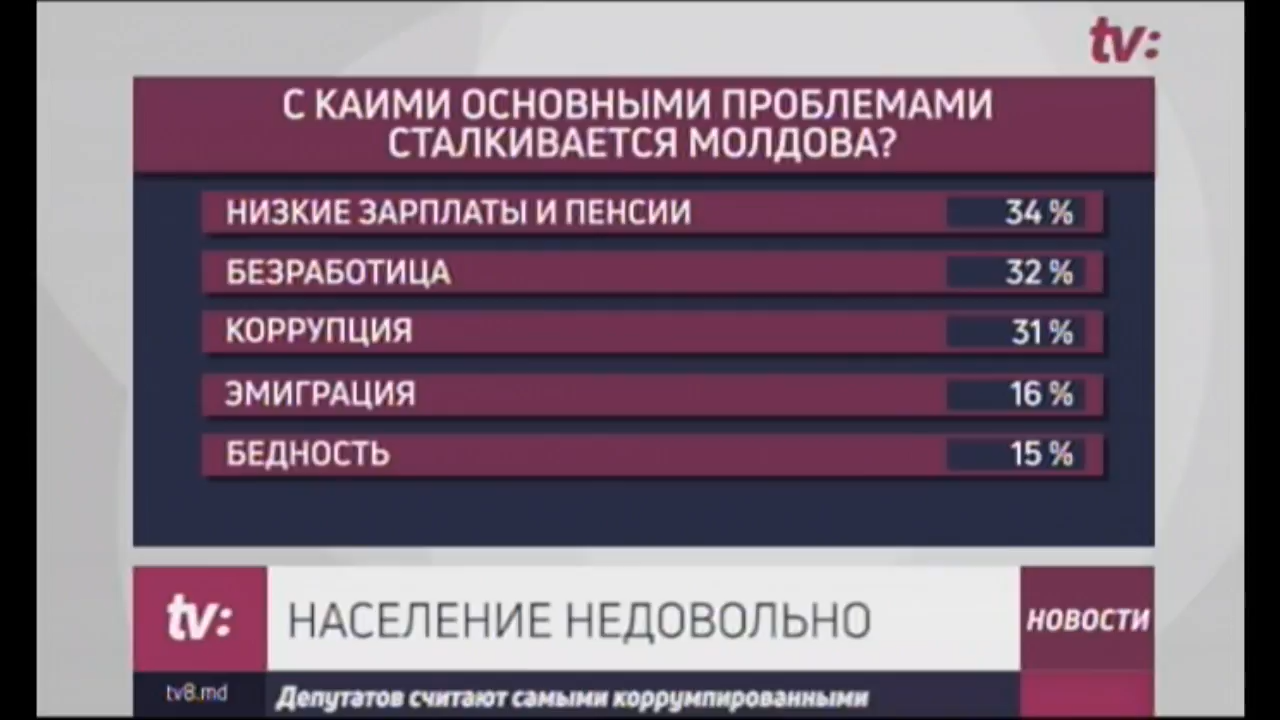 tv:
С КАИМИ ОСНОВНЫМИ ПРОБЛЕМАМИ
СТАЛКИВАЕТСЯ МОЛДОВА?
НИЗКИЕ ЗАРПЛАТЫ И ПЕНСИИ 34 %
БЕЗРАБОТИЦА 32 %
КОРРУПЦИЯ 31 %
ЭМИГРАЦИЯ 16 %
БЕДНОСТЬ 15 %
tv: НАСЕЛЕНИЕ НЕДОВОЛЬНО НОВОСТИ
tv8.md Депутатов считают самыми коррумпированными